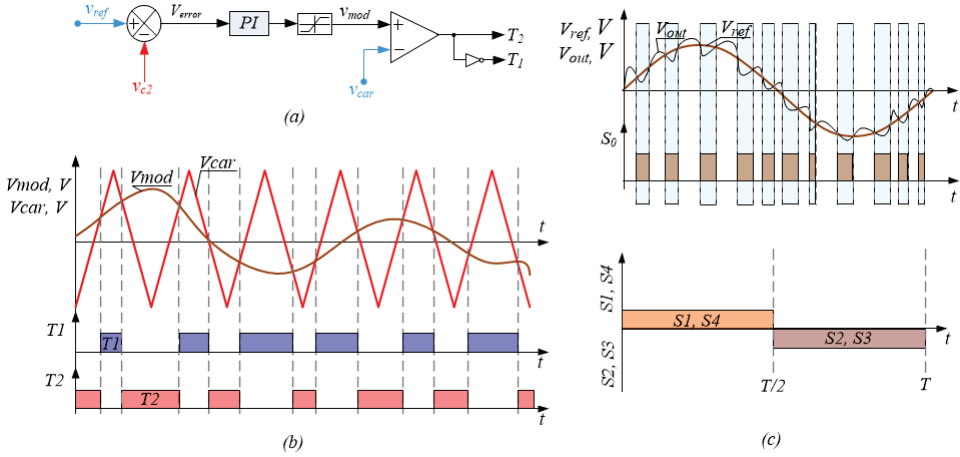 v_ref
V_error
PI
v_mod
+
−
+
−
T_2
T_1
v_c2
v_car
(a)
Vmod, V
Vcar, V
Vmod
Vcar
t
T1
T1
t
T2
T2
t
(b)
V_ref, V
V_out, V
V_out
V_ref
t
S_0
t
S1, S4
S2, S3
S1, S4
S2, S3
t
T/2
T
(c)